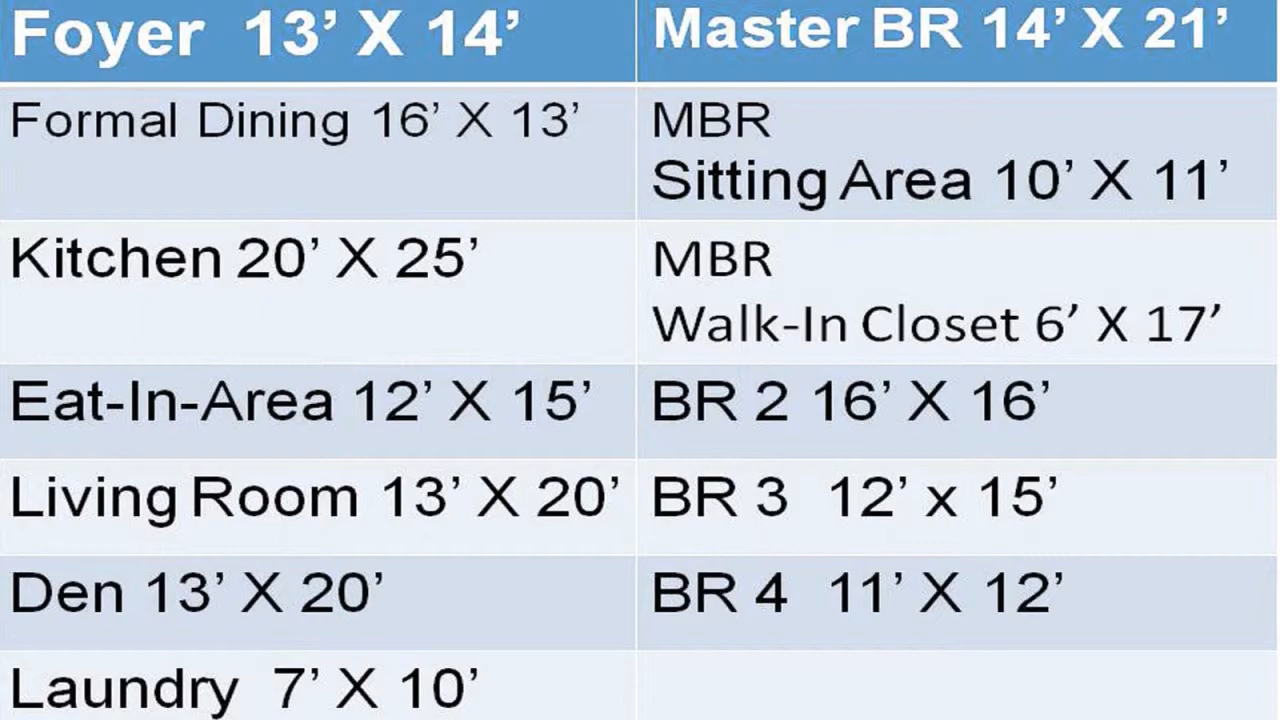 Foyer 13’ X 14’
Master BR 14’ X 21’
Formal Dining 16’ X 13’
MBR
Sitting Area 10’ X 11’
Kitchen 20’ X 25’
MBR
Walk-In Closet 6’ X 17’
Eat-In-Area 12’ X 15’
BR 2 16’ X 16’
Living Room 13’ X 20’
BR 3 12’ x 15’
Den 13’ X 20’
BR 4 11’ X 12’
Laundry 7’ X 10’